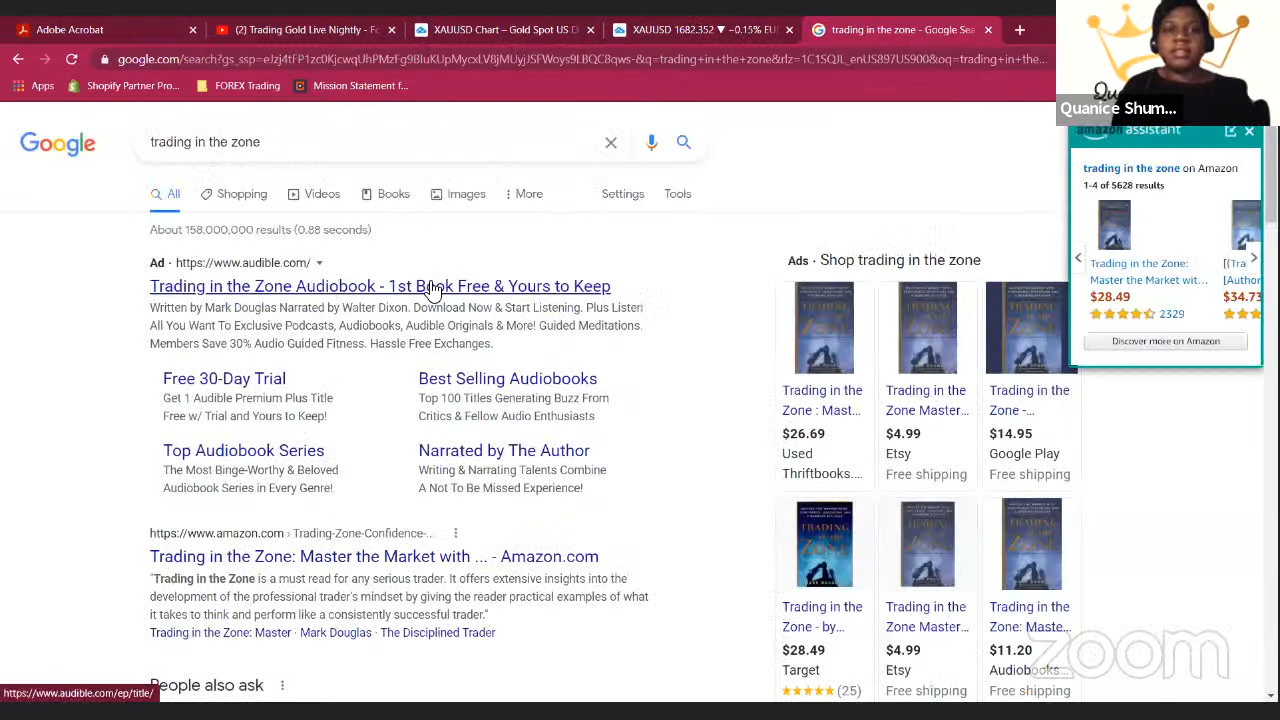 Adobe Acrobat
(2) Trading Gold Live Nightly - Fo
XAUUSD Chart – Gold Spot US D
XAUUSD 1682.352 ▼ −0.15% EU
trading in the zone - Google Sea
Apps
Shopify Partner Pro...
FOREX Trading
Mission Statement f...
Quanice Shum...
Google
trading in the zone
All
Shopping
Videos
Books
Images
More
Settings
Tools
About 158,000,000 results (0.88 seconds)
Ad · https://www.audible.com/
Trading in the Zone Audiobook - 1st Book Free & Yours to Keep
Written by Mark Douglas Narrated by Walter Dixon. Download Now & Start Listening. Plus Listen
All You Want To Exclusive Podcasts, Audiobooks, Audible Originals & More! Guided Meditations.
Members Save 30% Audio Guided Fitness. Hassle Free Exchanges.
Free 30-Day Trial
Get 1 Audible Premium Plus Title
Free w/ Trial and Yours to Keep!
Best Selling Audiobooks
Top 100 Titles Generating Buzz From
Critics & Fellow Audio Enthusiasts
Top Audiobook Series
The Most Binge-Worthy & Beloved
Audiobook Series in Every Genre!
Narrated by The Author
Writing & Narrating Talents Combine
A Not To Be Missed Experience!
https://www.amazon.com › Trading-Zone-Confidence-...
Trading in the Zone: Master the Market with ... - Amazon.com
"Trading in the Zone is a must read for any serious trader. It offers extensive insights into the
development of the professional trader's mindset by giving the reader practical examples of what
it takes to think and perform like a consistently successful trader."
Trading in the Zone: Master · Mark Douglas · The Disciplined Trader
People also ask
https://www.audible.com/ep/title/
Ads · Shop trading in the zone
Trading in the
Zone : Mast...
$26.69
Used
Thriftbooks....
Trading in the
Zone Master...
$4.99
Etsy
Free shipping
Trading in the
Zone -...
$14.95
Google Play
Free shipping
Trading in the
Zone - by...
$28.49
Target
(25)
Trading in the
Zone Master...
$4.99
Etsy
Free shipping
Trading in the
Zone: Maste...
$11.20
Audiobooks...
Free shipping
amazon assistant
trading in the zone on Amazon
1-4 of 5628 results
Trading in the Zone:
Master the Market wit...
$28.49
2329
[(Tra
[Author
$34.73
Discover more on Amazon
zoom